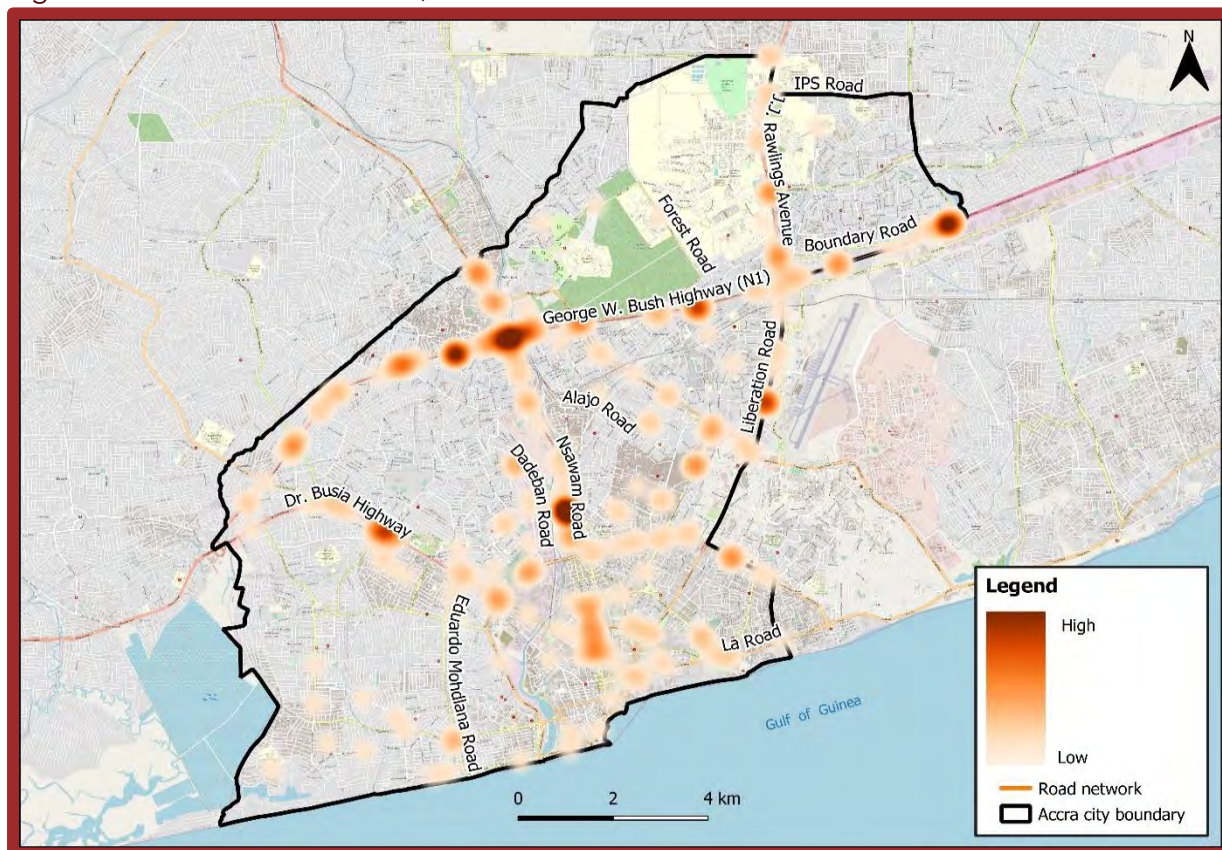 N
IPS Road
J.J. Rawlings Avenue
Forest Road
Boundary Road
George W. Bush Highway (N1)
Liberation Road
Alajo Road
Nsawam Road
Dadeban Road
Dr. Busia Highway
Eduardo Mohdlana Road
La Road
Gulf of Guinea
Legend
High
Low
Road network
Accra city boundary
0 2 4 km